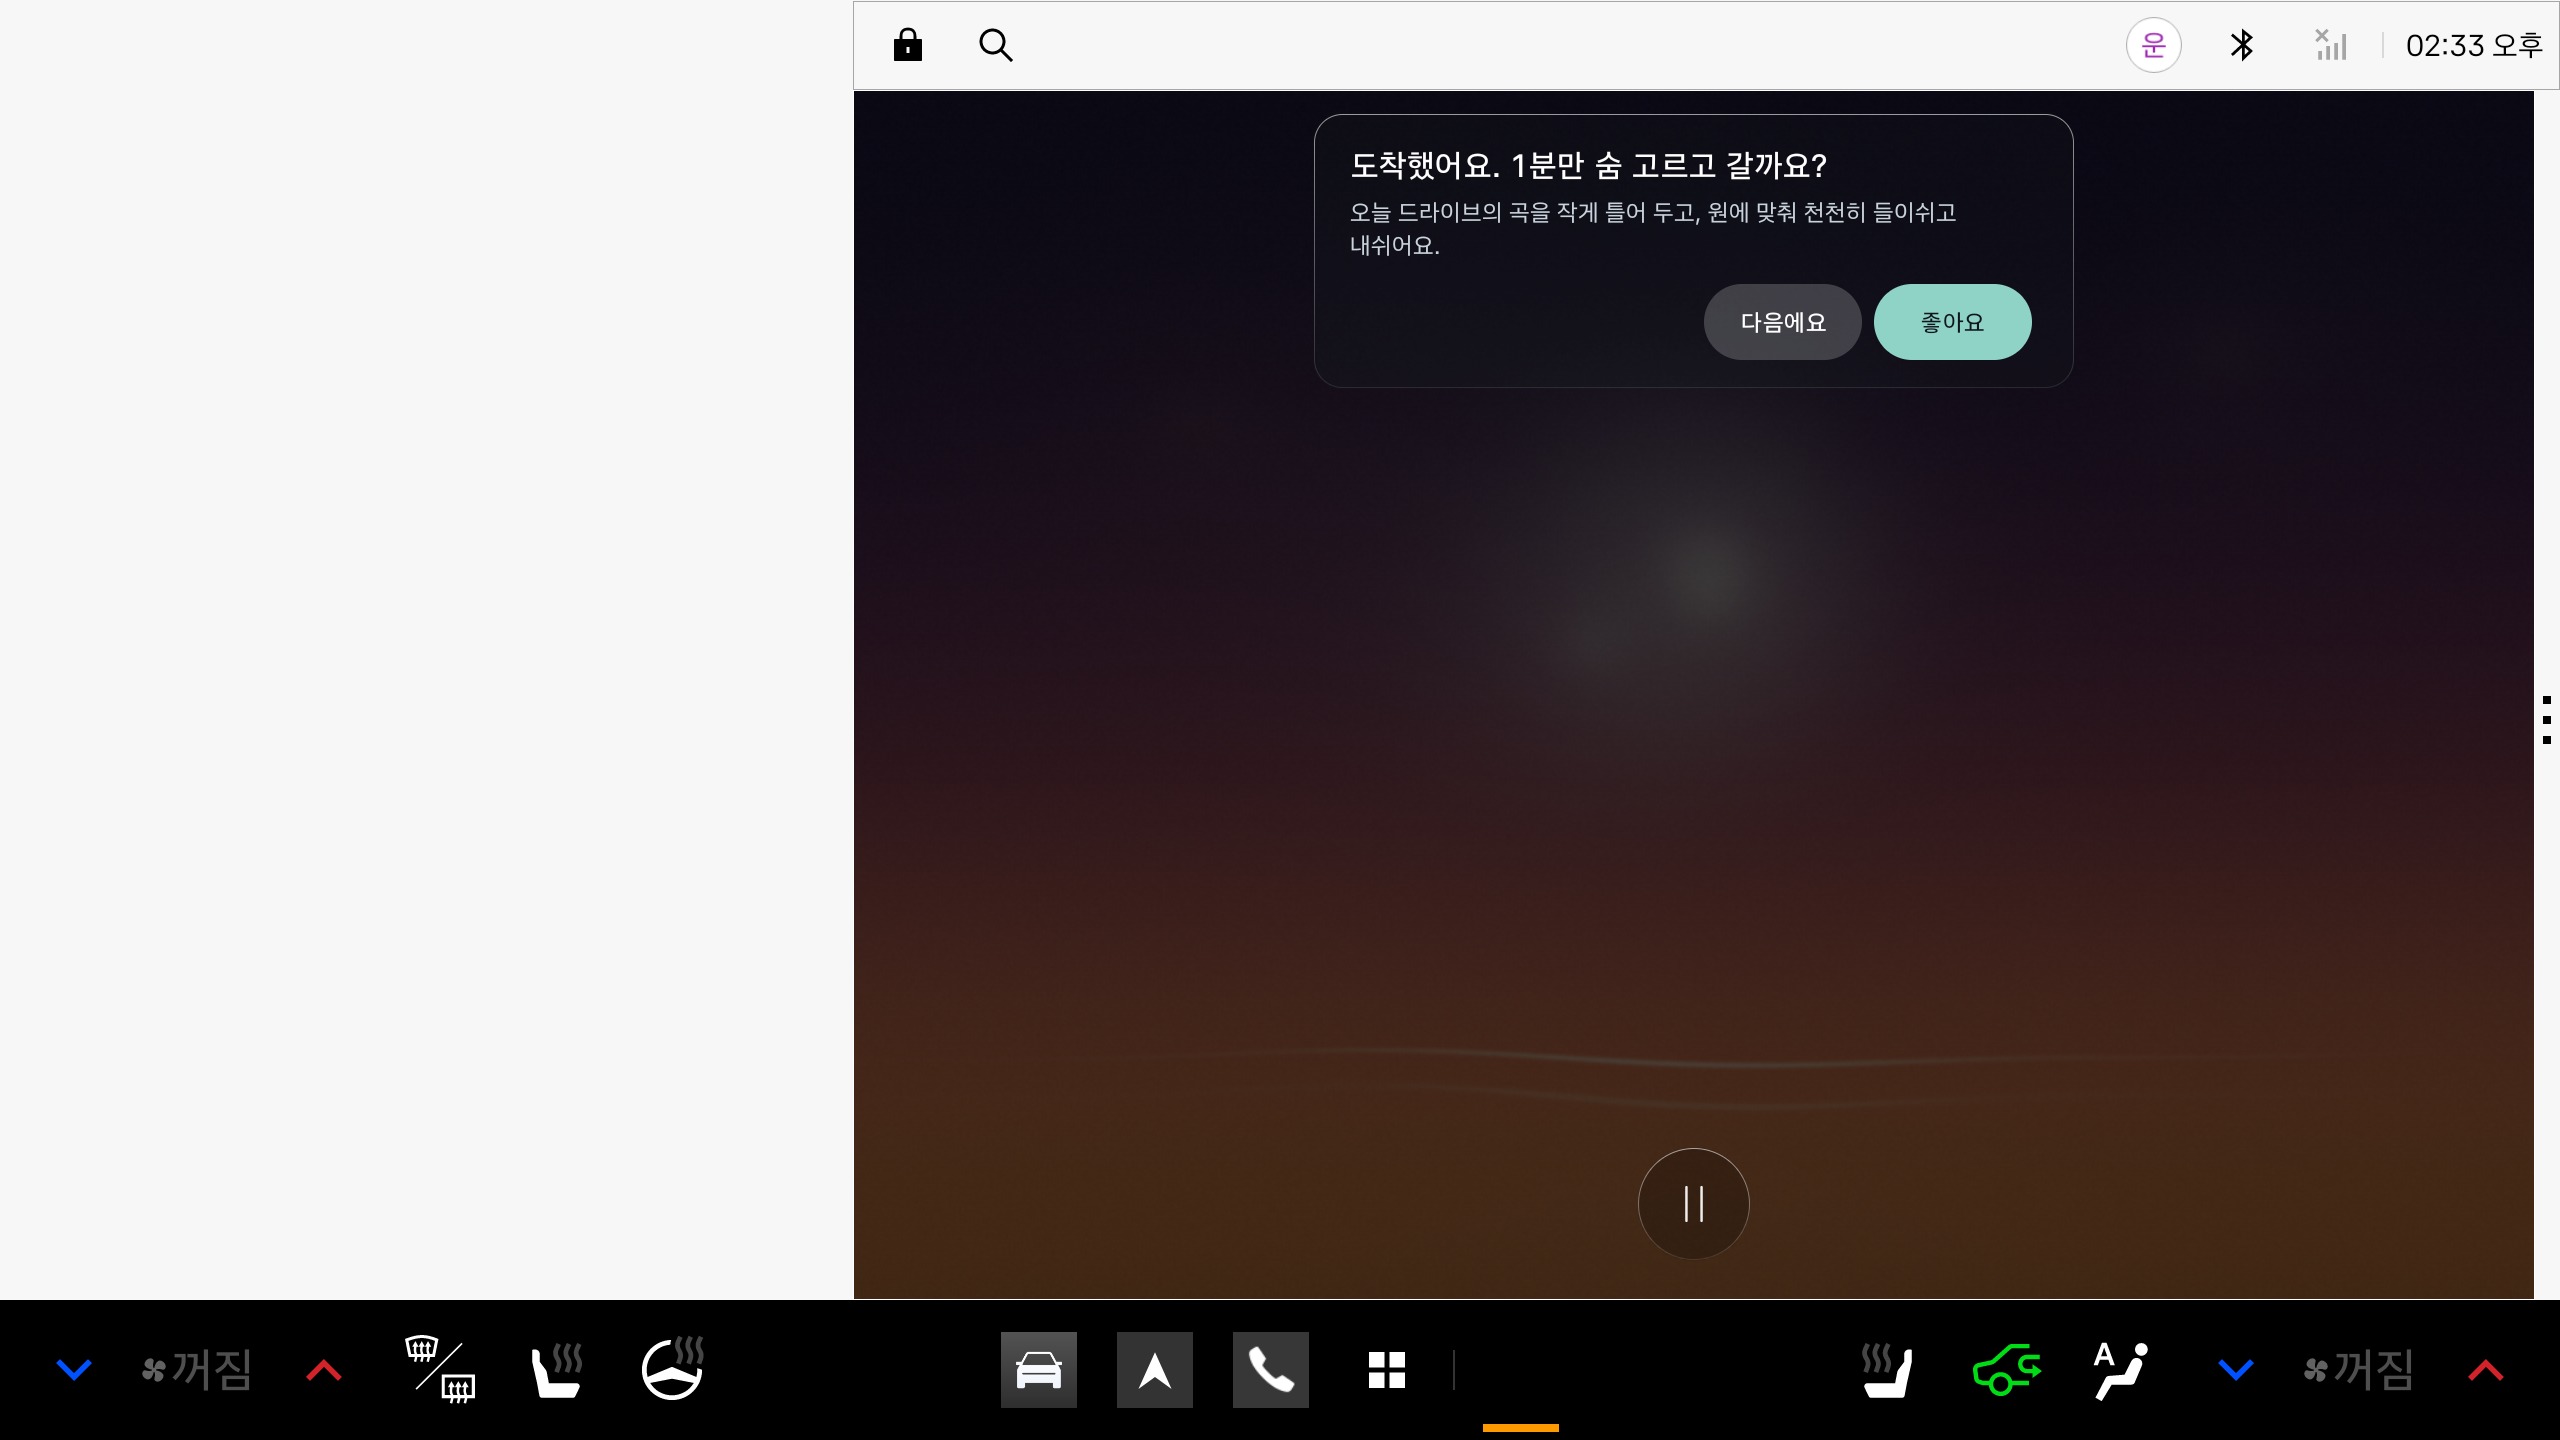 운
02:33 오후
도착했어요. 1분만 숨 고르고 갈까요?
오늘 드라이브의 곡을 작게 틀어 두고, 원에 맞춰 천천히 들이쉬고
내쉬어요.
다음에요
좋아요
꺼짐
A
꺼짐